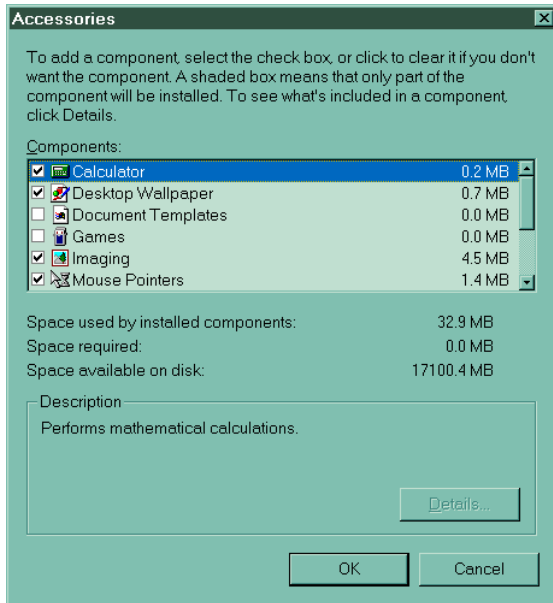 Accessories
To add a component, select the check box, or click to clear it if you don't
want the component. A shaded box means that only part of the
component will be installed. To see what's included in a component,
click Details.
Components:
Calculator 0.2 MB
Desktop Wallpaper 0.7 MB
Document Templates 0.0 MB
Games 0.0 MB
Imaging 4.5 MB
Mouse Pointers 1.4 MB
Space used by installed components: 32.9 MB
Space required: 0.0 MB
Space available on disk: 17100.4 MB
Description
Performs mathematical calculations.
Details...
OK Cancel